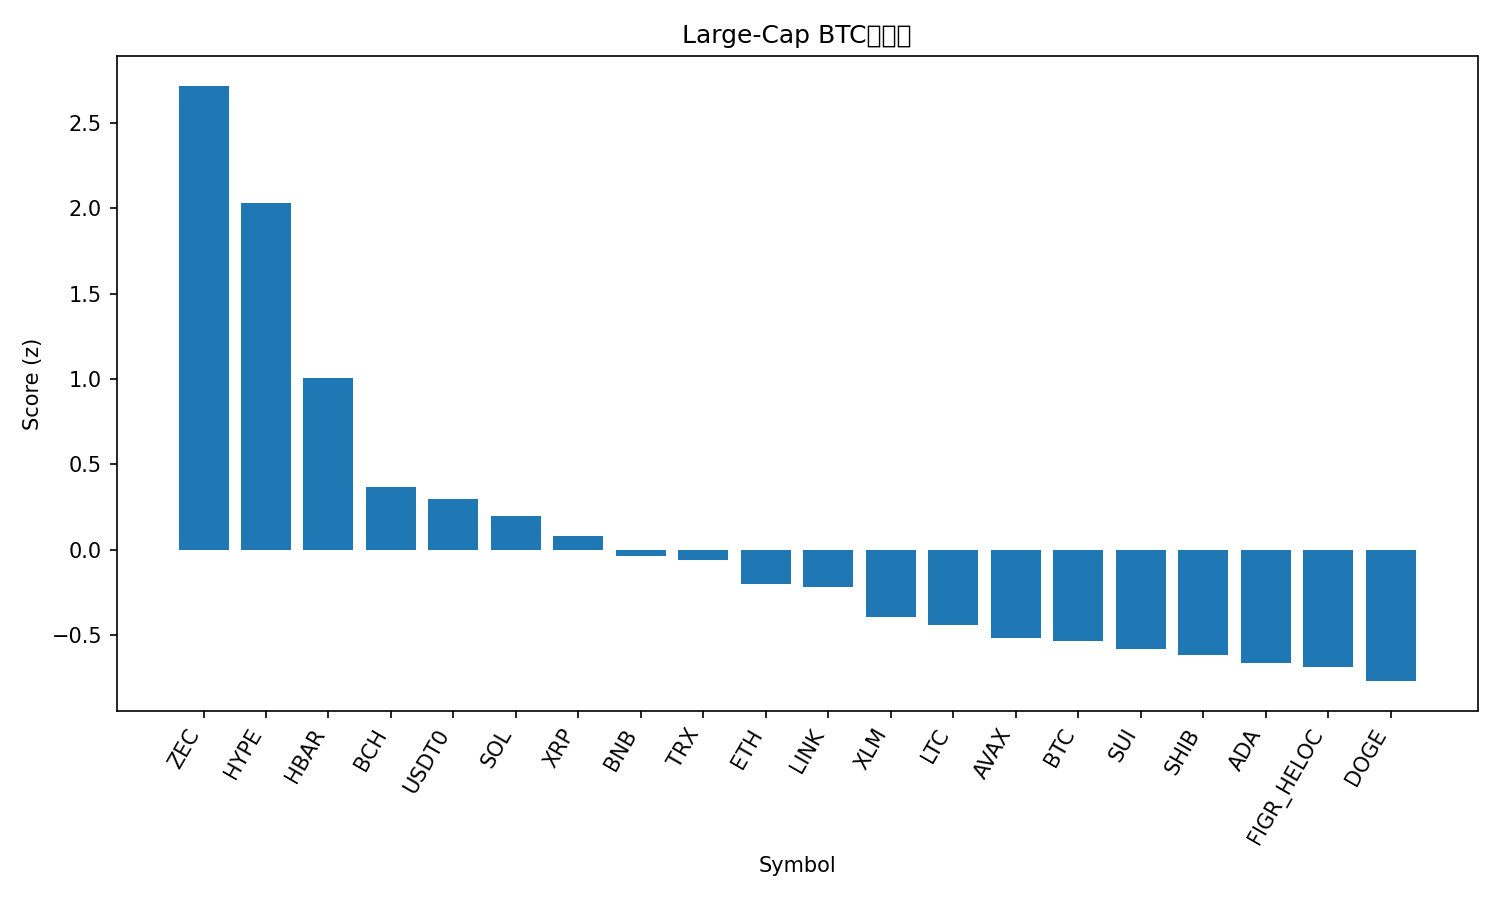 Large-Cap BTC
2.5
2.0
1.5
1.0
0.5
0.0
−0.5
Score (z)
ZEC
HYPE
HBAR
BCH
USDT0
SOL
XRP
BNB
TRX
ETH
LINK
XLM
LTC
AVAX
BTC
SUI
SHIB
ADA
FIGR_HELOC
DOGE
Symbol